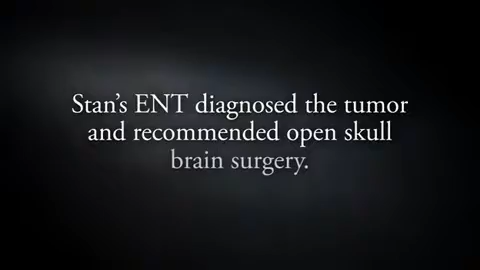 Stan’s ENT diagnosed the tumor
and recommended open skull
brain surgery.